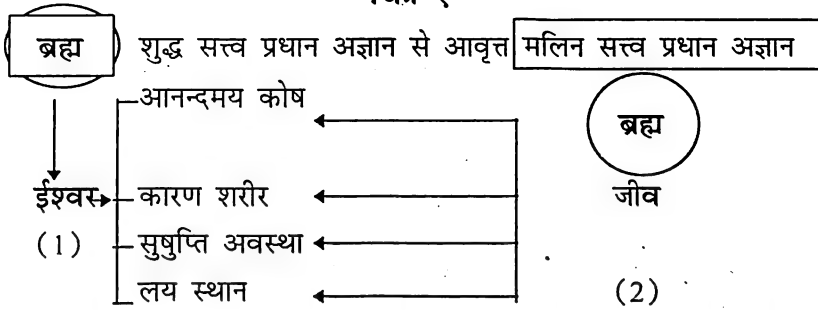 ब्रह्म शुद्ध सत्त्व प्रधान अज्ञान से आवृत्त मलिन सत्त्व प्रधान अज्ञान
आनन्दमय कोष
ब्रह्म
ईश्वर कारण शरीर जीव
(1) सुषुप्ति अवस्था
लय स्थान (2)